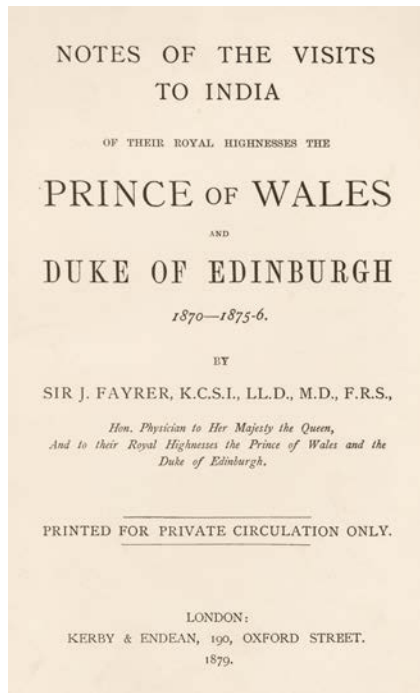 NOTES OF THE VISITS
TO INDIA
OF THEIR ROYAL HIGHNESSES THE
PRINCE OF WALES
AND
DUKE OF EDINBURGH
1870—1875-6.
BY
SIR J. FAYRER, K.C.S.I., LL.D., M.D., F.R.S.,
Hon. Physician to Her Majesty the Queen,
And to their Royal Highnesses the Prince of Wales and the
Duke of Edinburgh.
PRINTED FOR PRIVATE CIRCULATION ONLY.
LONDON:
KERBY & ENDEAN, 190, OXFORD STREET.
1879.